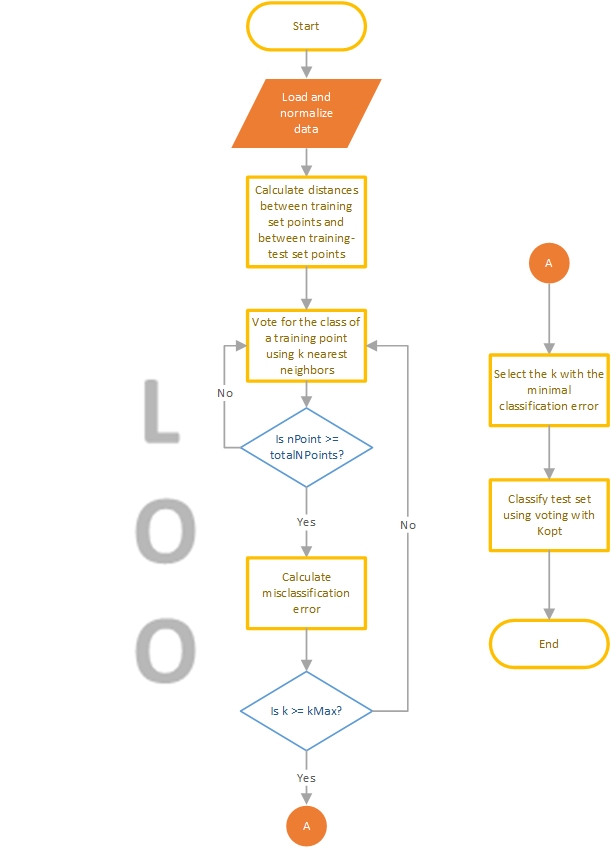 Start
Load and
normalize
data
Calculate distances
between training
set points and
between training-
test set points
Vote for the class of
a training point
using k nearest
neighbors
No
Is nPoint >=
totalNPoints?
Yes
No
Calculate
misclassification
error
Is k >= kMax?
Yes
A
L
O
O
A
Select the k with the
minimal
classification error
Classify test set
using voting with
Kopt
End